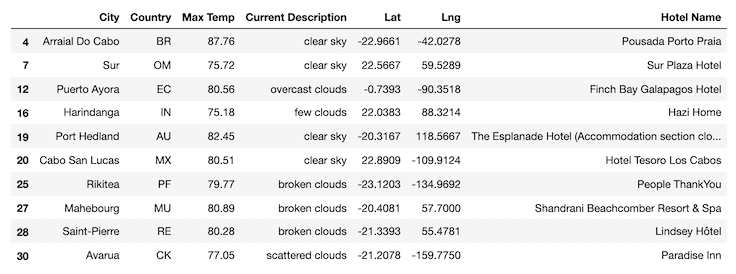 City Country Max Temp Current Description Lat Lng Hotel Name
4 Arraial Do Cabo BR 87.76 clear sky -22.9661 -42.0278 Pousada Porto Praia
7 Sur OM 75.72 clear sky 22.5667 59.5289 Sur Plaza Hotel
12 Puerto Ayora EC 80.56 overcast clouds -0.7393 -90.3518 Finch Bay Galapagos Hotel
16 Harindanga IN 75.18 few clouds 22.0383 88.3214 Hazi Home
19 Port Hedland AU 82.45 clear sky -20.3167 118.5667 The Esplanade Hotel (Accommodation section clo...
20 Cabo San Lucas MX 80.51 clear sky 22.8909 -109.9124 Hotel Tesoro Los Cabos
25 Rikitea PF 79.77 broken clouds -23.1203 -134.9692 People ThankYou
27 Mahebourg MU 80.89 broken clouds -20.4081 57.7000 Shandrani Beachcomber Resort & Spa
28 Saint-Pierre RE 80.28 broken clouds -21.3393 55.4781 Lindsey Hôtel
30 Avarua CK 77.05 scattered clouds -21.2078 -159.7750 Paradise Inn